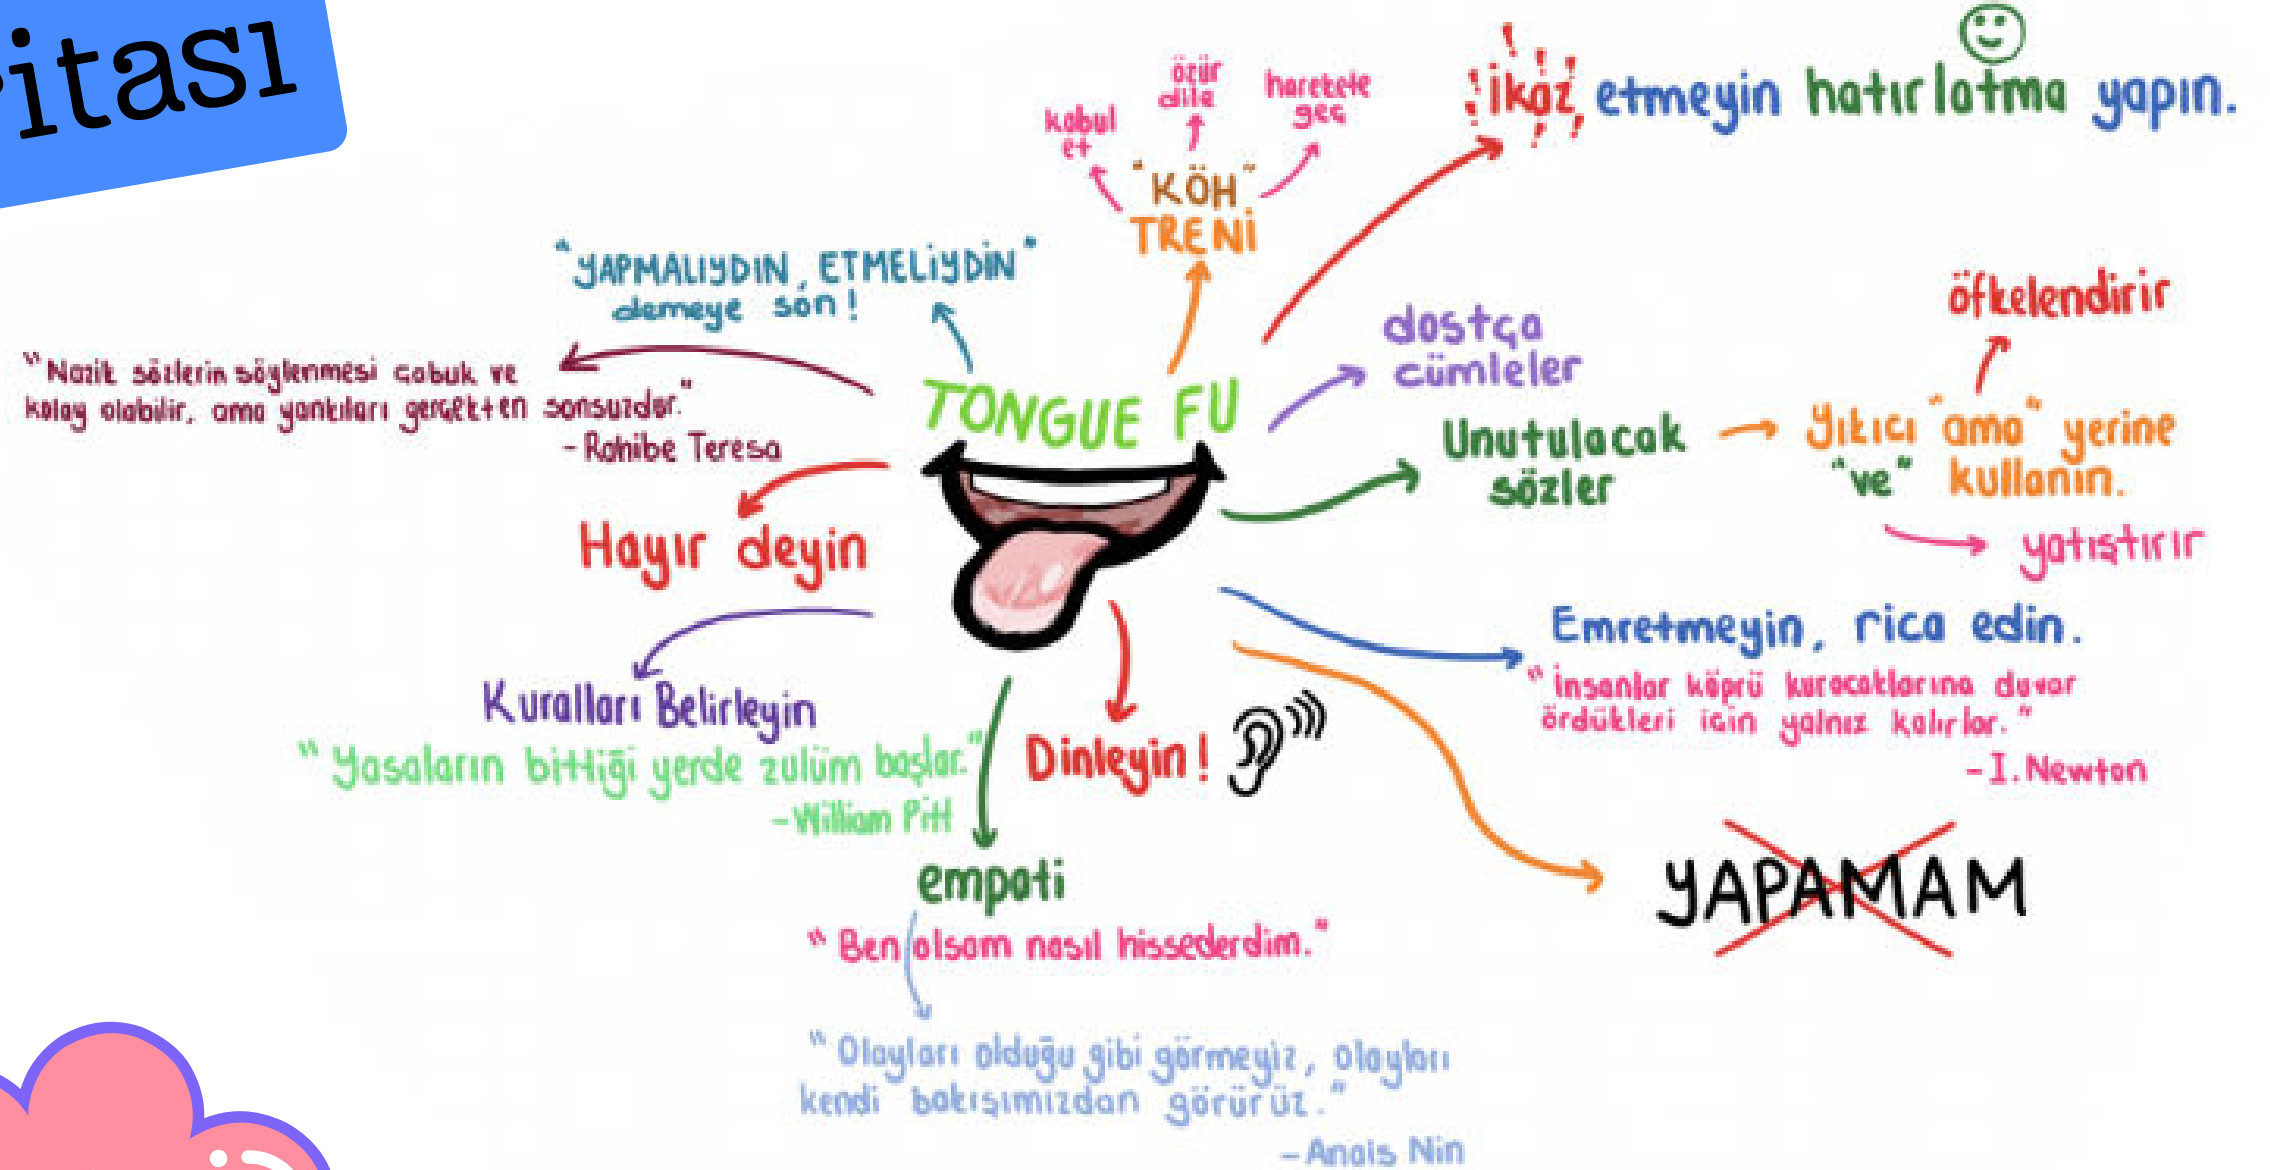 itası
kabul
et
özür
dile
harekete
geç
"KÖH"
TRENİ
İkaz, etmeyin hatırlatma yapın.
"YAPMALIYDIN, ETMELİYDİN"
demeye son!
"Nazik sözlerin söylenmesi çabuk ve
kolay olabilir, ama yankıları gerçekten sonsuzdur."
-Rahibe Teresa
TONGUE FU
dostça
cümleler
Unutulacak
sözler
Yıkıcı "ama" yerine
"ve" kullanın.
öfkelendirir
yatıştırır
Hayır deyin
Kuralları Belirleyin
"Yasaların bittiği yerde zulüm başlar."
-William Pitt
Dinleyin!
Emretmeyin, rica edin.
"İnsanlar köprü kuracaklarına duvar
ördükleri için yalnız kalırlar."
-I. Newton
YAPAMAM
empati
"Ben olsam nasıl hissederdim."
"Olayları olduğu gibi görmeyiz, olayları
kendi bakışımızdan görürüz."
-Anais Nin